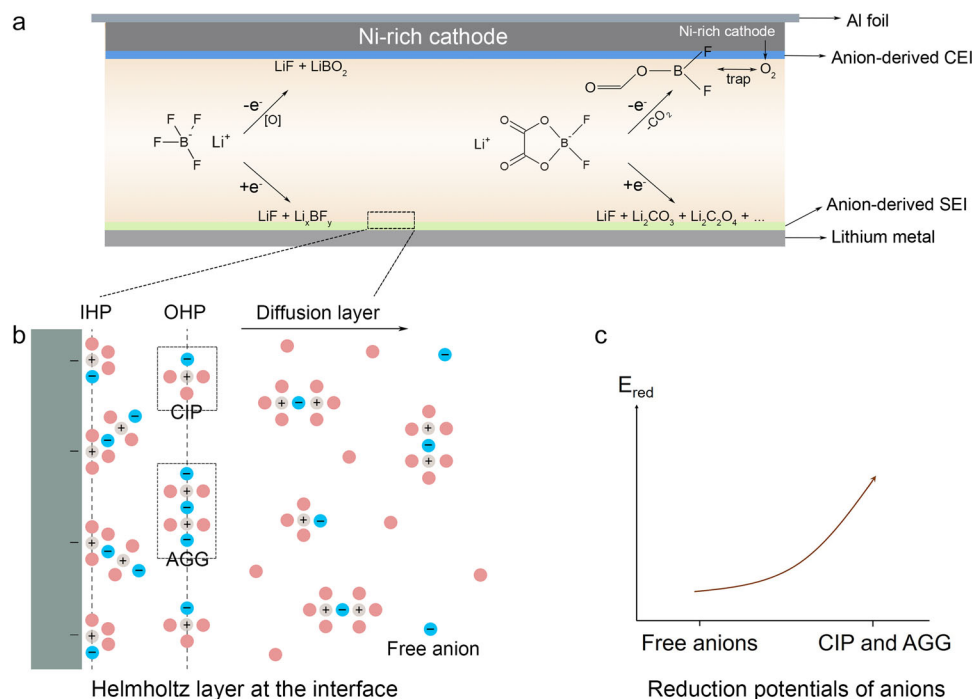 a
Al foil
Ni-rich cathode
Ni-rich cathode
Anion-derived CEI
LiF + LiBO₂
F
O
B
F
trap
O₂
O
-e⁻
[O]
-e⁻
-CO₂
F
F
F
B⁻
F
Li⁺
O
O
O
O
B⁻
F
F
Li⁺
+e⁻
+e⁻
LiF + LiₓBFᵧ
LiF + Li₂CO₃ + Li₂C₂O₄ + ...
Anion-derived SEI
Lithium metal
b
IHP
OHP
Diffusion layer
CIP
AGG
Free anion
Helmholtz layer at the interface
c
E_red
Free anions
CIP and AGG
Reduction potentials of anions